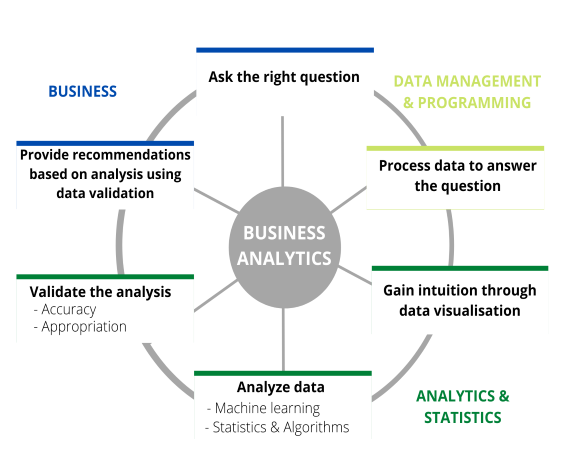 Ask the right question
BUSINESS
DATA MANAGEMENT
& PROGRAMMING
Provide recommendations
based on analysis using
data validation
Process data to answer
the question
BUSINESS
ANALYTICS
Validate the analysis
- Accuracy
- Appropriation
Gain intuition through
data visualisation
Analyze data
- Machine learning
- Statistics & Algorithms
ANALYTICS &
STATISTICS